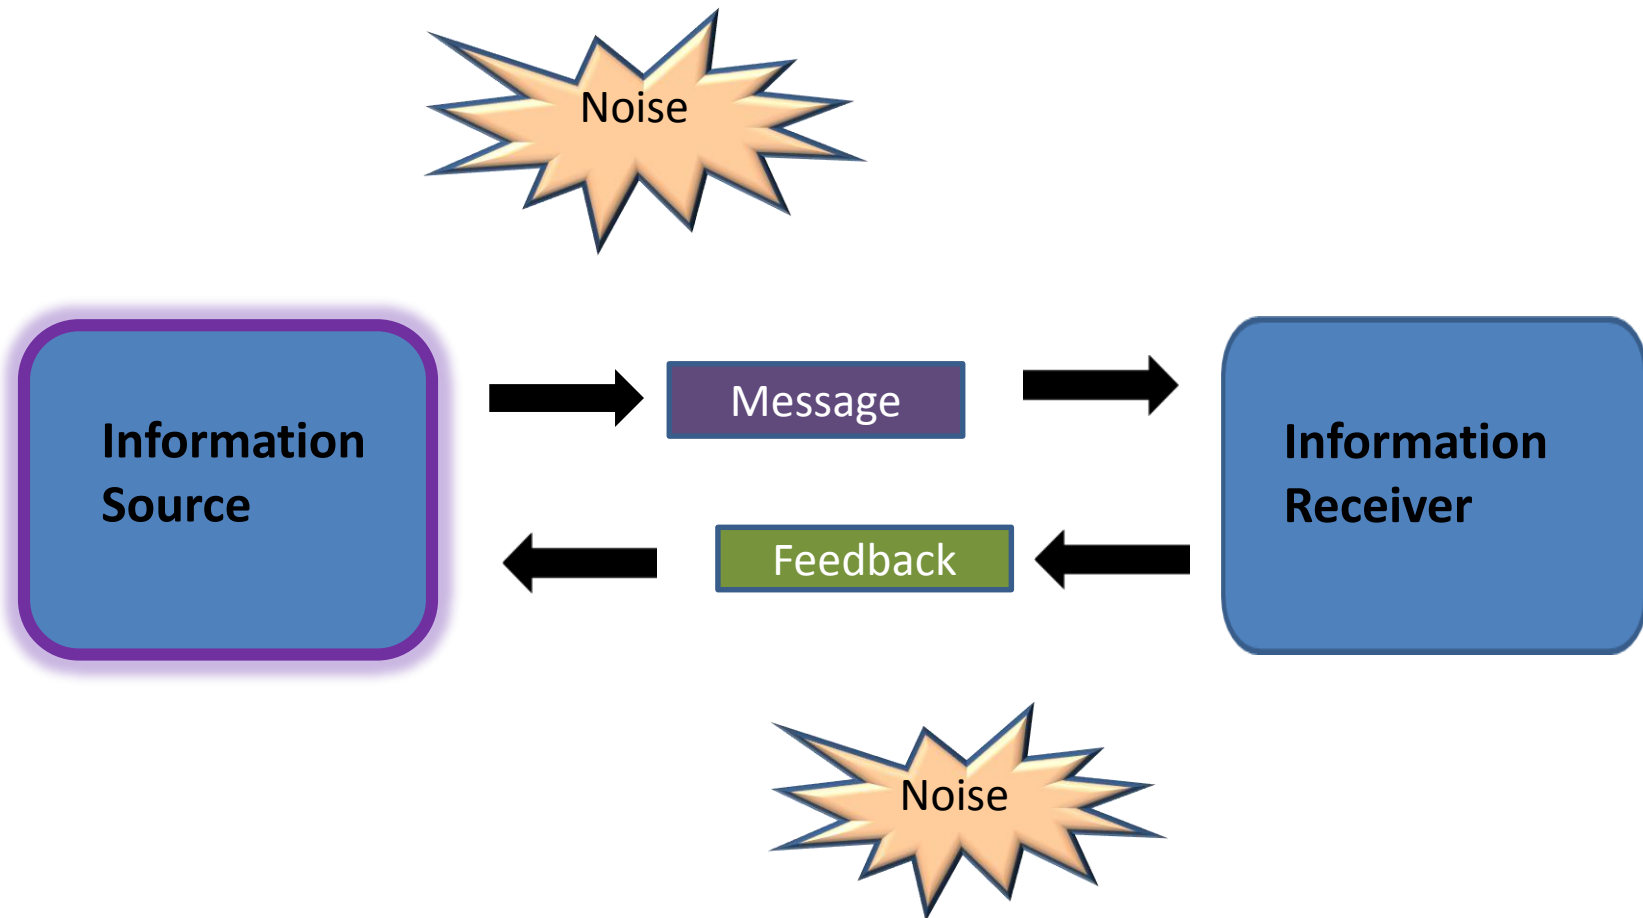 Noise
Information
Source
Message
Information
Receiver
Feedback
Noise